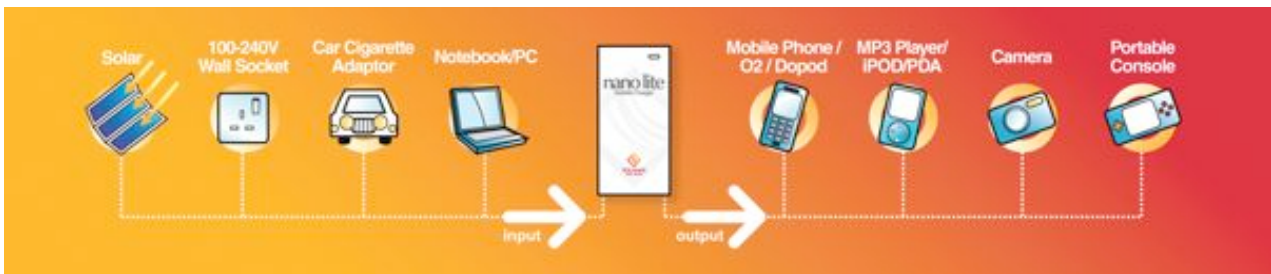 Solar
100-240V
Wall Socket
Car Cigarette
Adaptor
Notebook/PC
nano lite
Mobile Phone /
O2 / Dopod
MP3 Player/
iPOD/PDA
Camera
Portable
Console
input
output